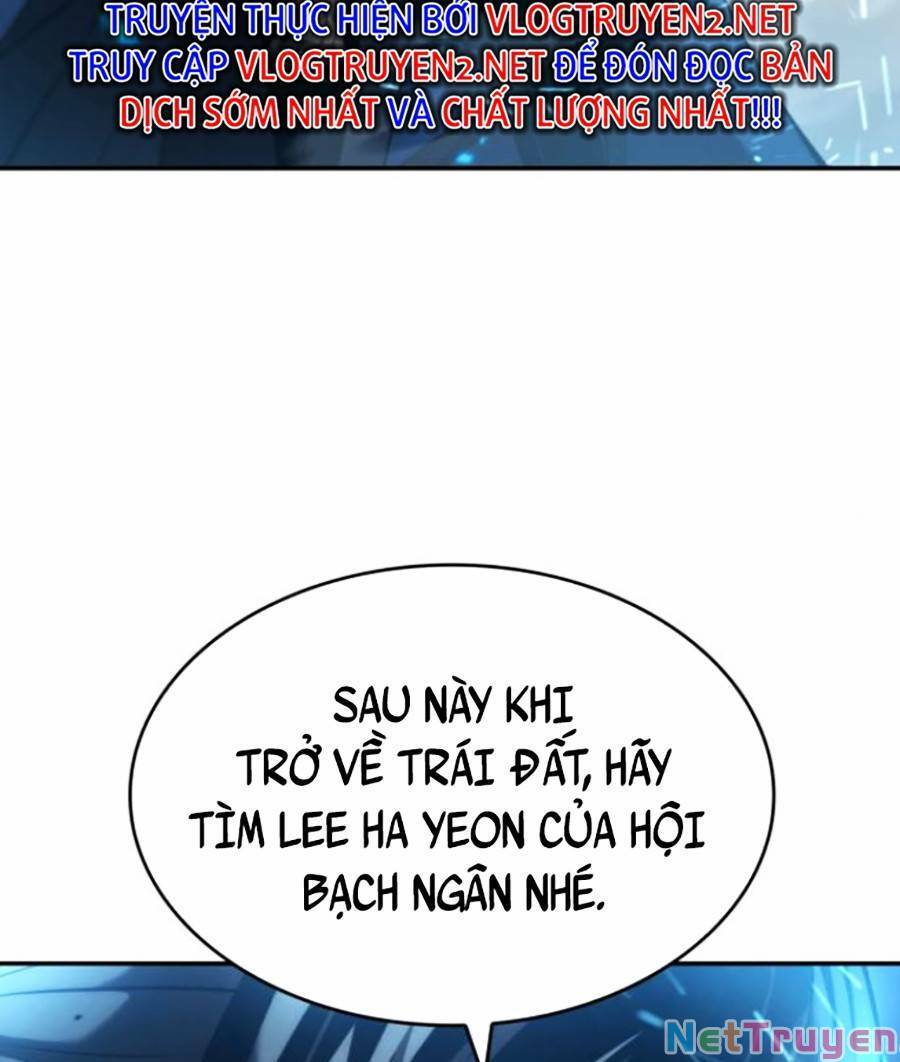 TRUYỆN THỰC HIỆN BỞI VLOGTRUYEN2.NET
TRUY CẬP VLOGTRUYEN2.NET ĐỂ ĐÓN ĐỌC BẢN
DỊCH SỚM NHẤT VÀ CHẤT LƯỢNG NHẤT!!!
SAU NÀY KHI
TRỞ VỀ TRÁI ĐẤT, HÃY
TÌM LEE HA YEON CỦA HỘI
BẠCH NGÂN NHÉ.
NetTruyen